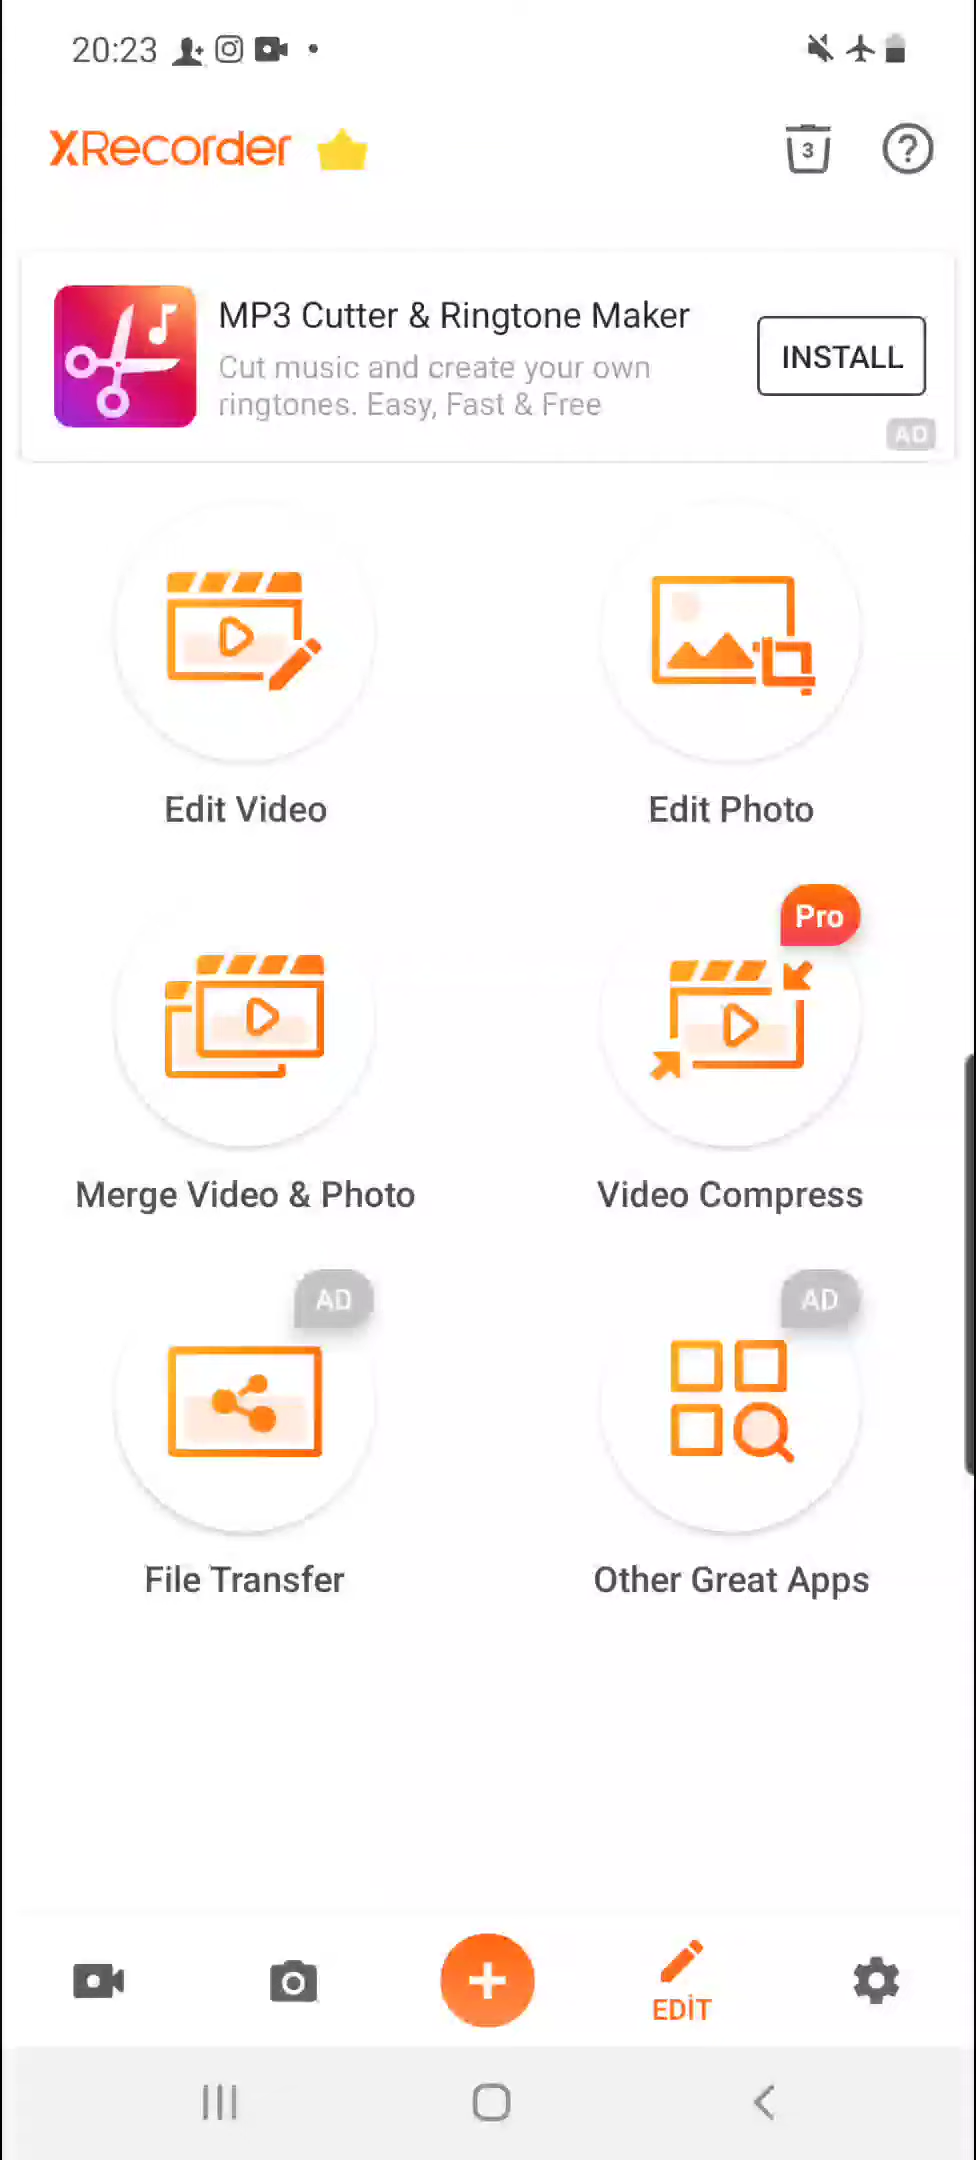 20:23
XRecorder
3
?
MP3 Cutter & Ringtone Maker
Cut music and create your own
ringtones. Easy, Fast & Free
INSTALL
AD
Edit Video
Edit Photo
Pro
Merge Video & Photo
Video Compress
AD
AD
File Transfer
Other Great Apps
EDİT